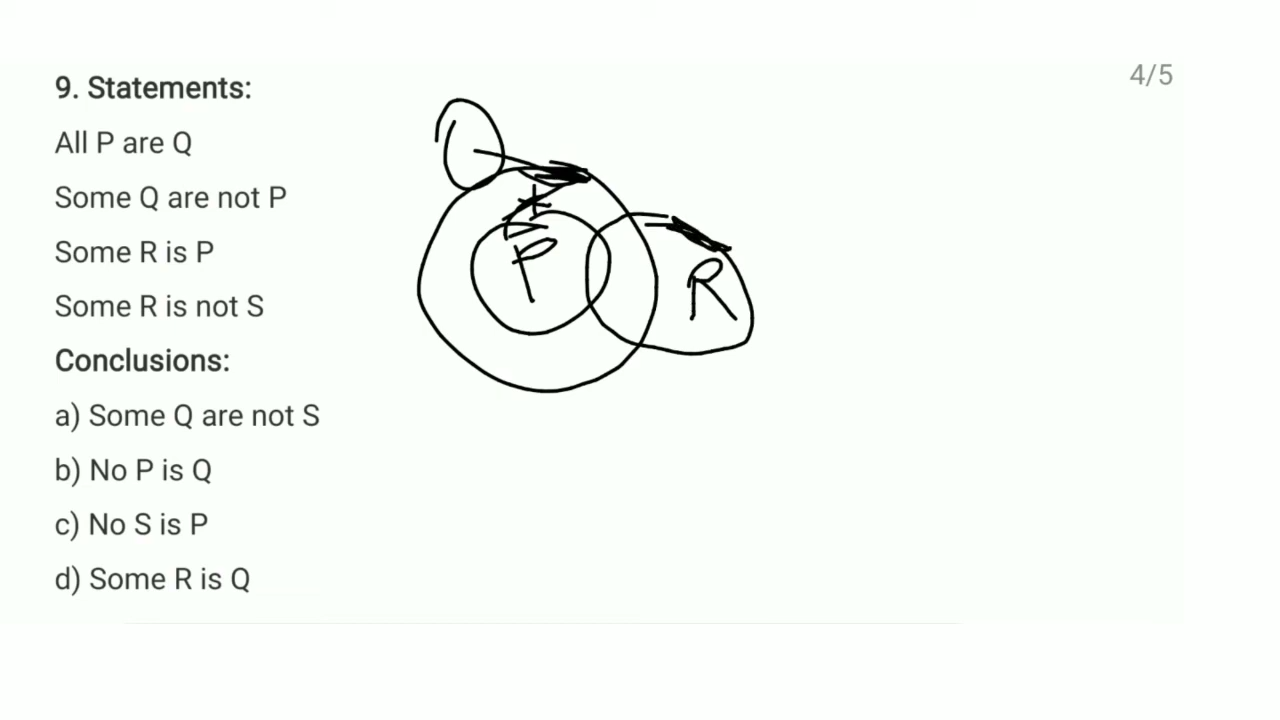 4/5
9. Statements:
All P are Q
Some Q are not P
Some R is P
Some R is not S
Conclusions:
a) Some Q are not S
b) No P is Q
c) No S is P
d) Some R is Q
P
R